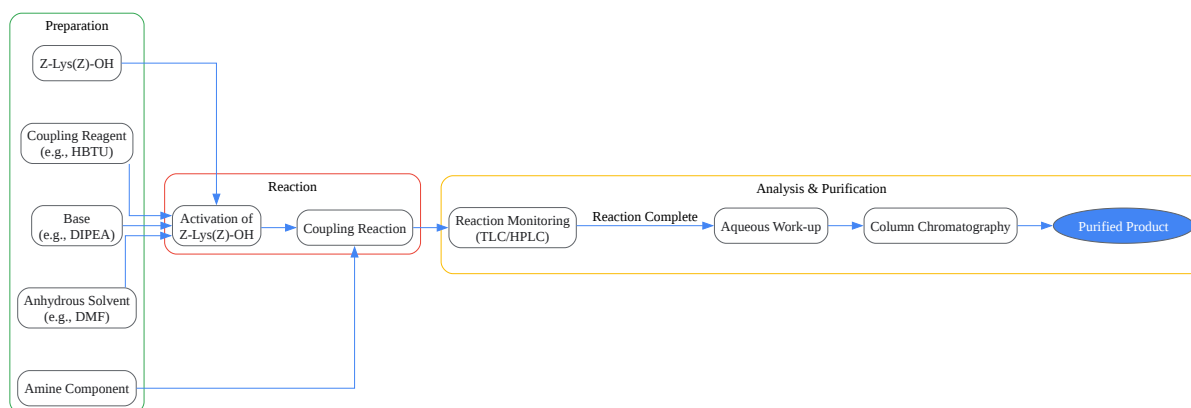 Preparation
Z-Lys(Z)-OH
Coupling Reagent
(e.g., HBTU)
Base
(e.g., DIPEA)
Anhydrous Solvent
(e.g., DMF)
Amine Component
Reaction
Activation of
Z-Lys(Z)-OH
Coupling Reaction
Analysis & Purification
Reaction Monitoring
(TLC/HPLC)
Reaction Complete
Aqueous Work-up
Column Chromatography
Purified Product